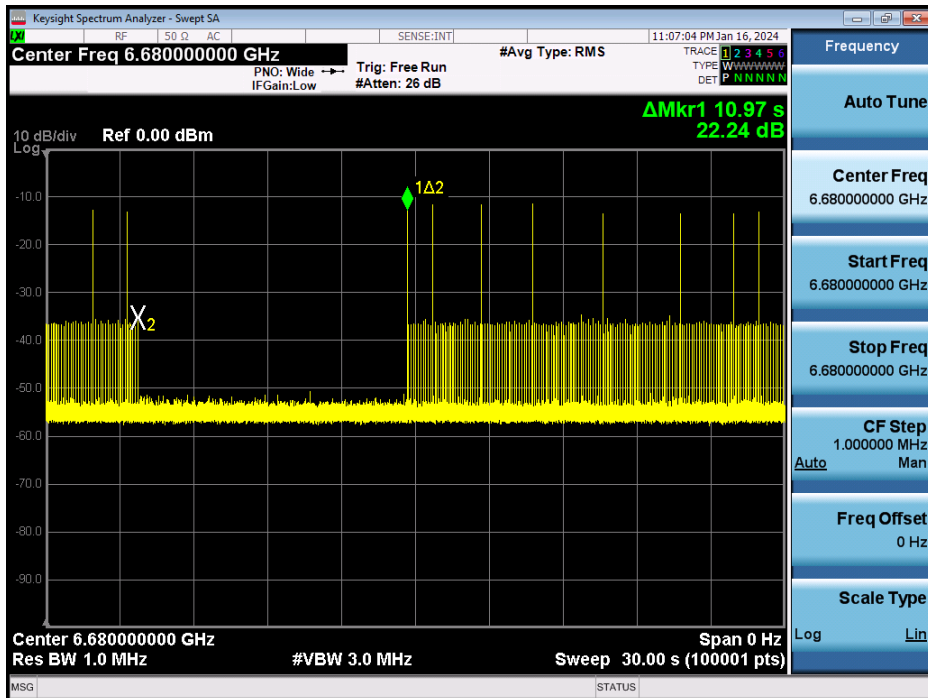 Keysight Spectrum Analyzer - Swept SA
LXI RF 50 Ω AC SENSE:INT 11:07:04 PM Jan 16, 2024
Center Freq 6.680000000 GHz
PNO: Wide
IFGain:Low
Trig: Free Run
#Atten: 26 dB
#Avg Type: RMS
TRACE 1 2 3 4 5 6
TYPE WWWWWW
DET P N N N N N
ΔMkr1 10.97 s
22.24 dB
10 dB/div Ref 0.00 dBm
Log
1Δ2
-10.0
-20.0
-30.0
X2
-40.0
-50.0
-60.0
-70.0
-80.0
-90.0
Center 6.680000000 GHz Span 0 Hz
Res BW 1.0 MHz #VBW 3.0 MHz Sweep 30.00 s (100001 pts)
MSG STATUS
Frequency
Auto Tune
Center Freq
6.680000000 GHz
Start Freq
6.680000000 GHz
Stop Freq
6.680000000 GHz
CF Step
1.000000 MHz
Auto Man
Freq Offset
0 Hz
Scale Type
Log Lin